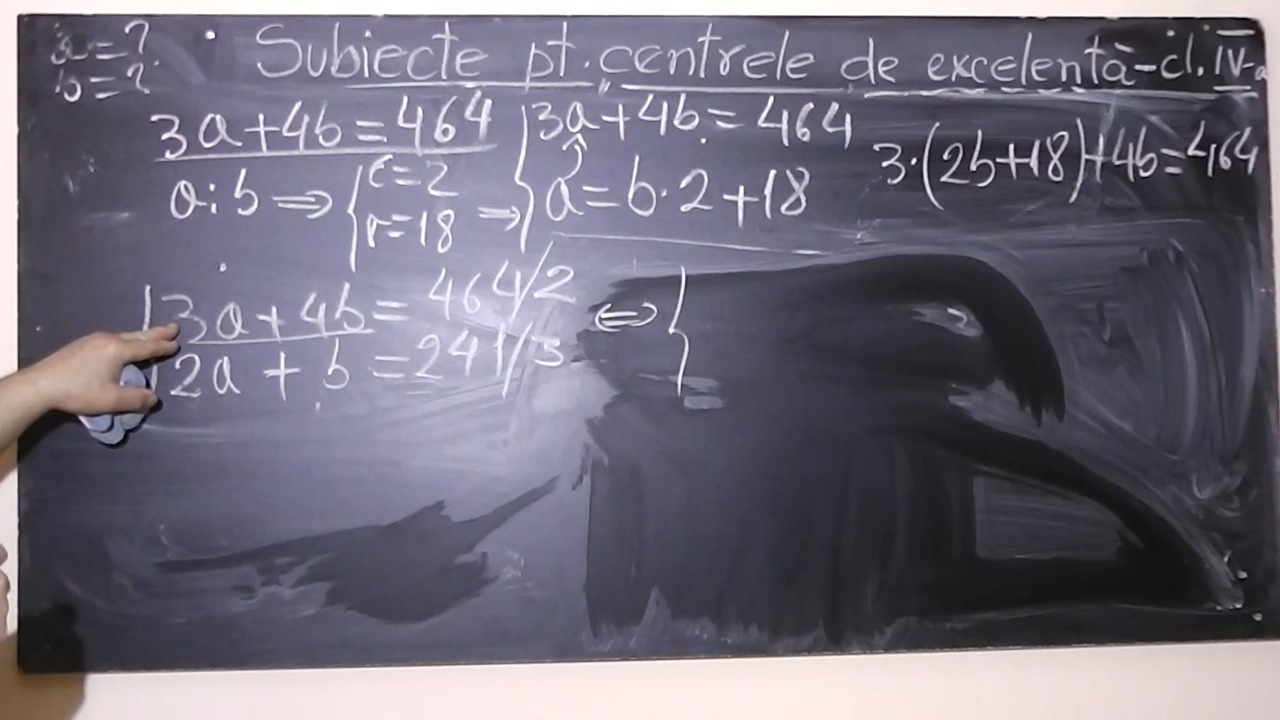 a=?
b=?
Subiecte pt. centrele de excelență-cl. IV-a
3a+4b=464
a:b⇒{c=2
r=18
⇒{3a+4b=464
a=b·2+18
3·(2b+18)+4b=464
{3a+4b=464/2
2a+b=241/3
⇔{